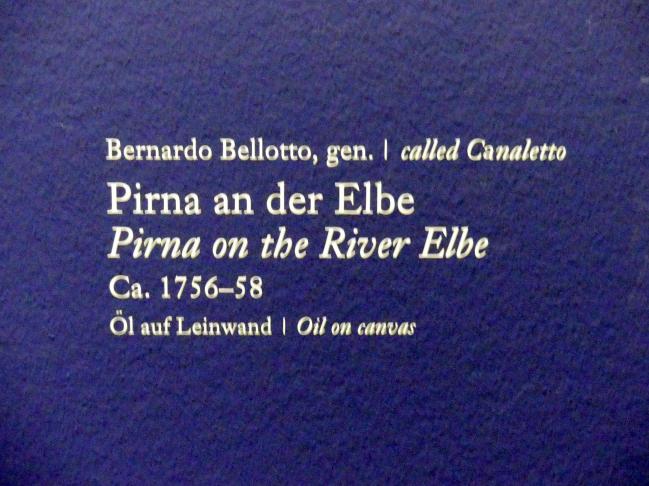 Bernardo Bellotto, gen. | called Canaletto
Pirna an der Elbe
Pirna on the River Elbe
Ca. 1756–58
Öl auf Leinwand | Oil on canvas